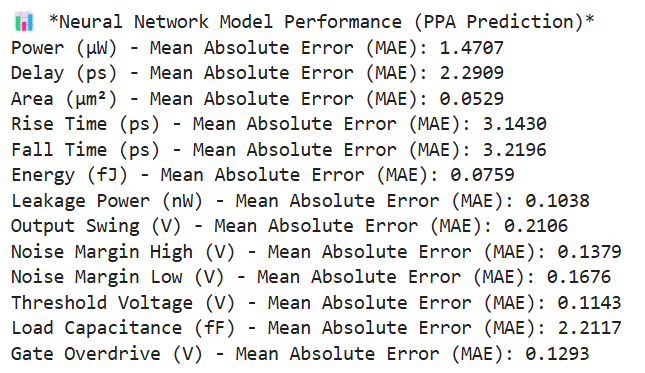 📊 *Neural Network Model Performance (PPA Prediction)*
Power (µW) - Mean Absolute Error (MAE): 1.4707
Delay (ps) - Mean Absolute Error (MAE): 2.2909
Area (µm²) - Mean Absolute Error (MAE): 0.0529
Rise Time (ps) - Mean Absolute Error (MAE): 3.1430
Fall Time (ps) - Mean Absolute Error (MAE): 3.2196
Energy (fJ) - Mean Absolute Error (MAE): 0.0759
Leakage Power (nW) - Mean Absolute Error (MAE): 0.1038
Output Swing (V) - Mean Absolute Error (MAE): 0.2106
Noise Margin High (V) - Mean Absolute Error (MAE): 0.1379
Noise Margin Low (V) - Mean Absolute Error (MAE): 0.1676
Threshold Voltage (V) - Mean Absolute Error (MAE): 0.1143
Load Capacitance (fF) - Mean Absolute Error (MAE): 2.2117
Gate Overdrive (V) - Mean Absolute Error (MAE): 0.1293